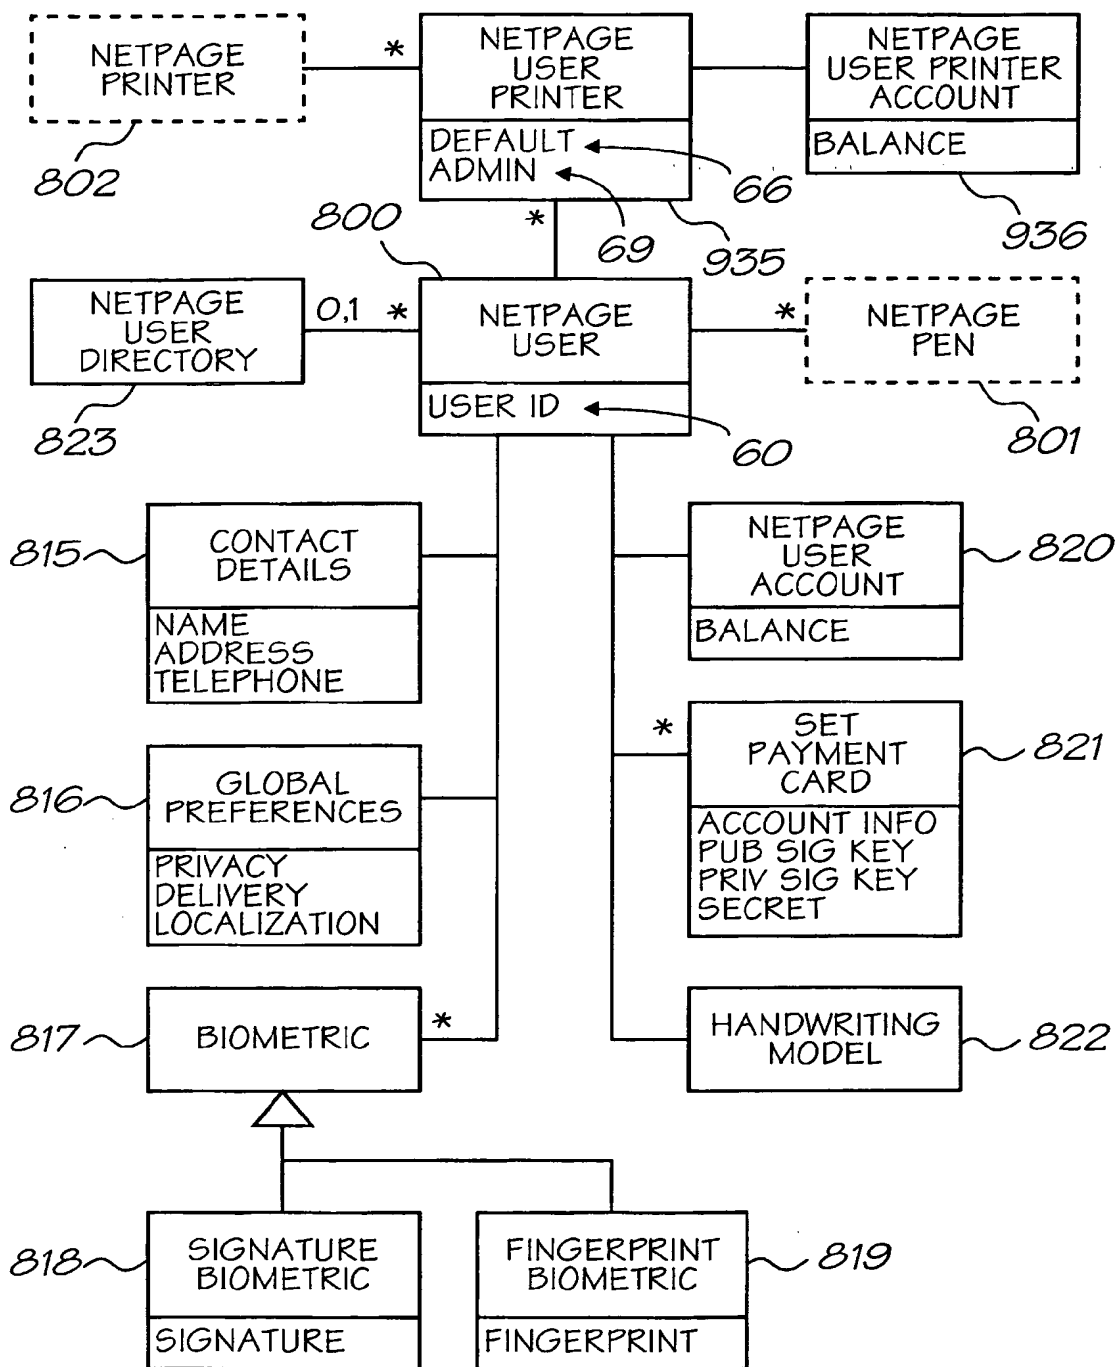 NETPAGE
PRINTER
802
*
NETPAGE
USER
PRINTER
DEFAULT
ADMIN
66
69
935
*
NETPAGE
USER PRINTER
ACCOUNT
BALANCE
936
800
NETPAGE
USER
DIRECTORY
823
0,1
*
NETPAGE
USER
USER ID
60
*
NETPAGE
PEN
801
815
CONTACT
DETAILS
NAME
ADDRESS
TELEPHONE
NETPAGE
USER
ACCOUNT
BALANCE
820
816
GLOBAL
PREFERENCES
PRIVACY
DELIVERY
LOCALIZATION
*
SET
PAYMENT
CARD
ACCOUNT INFO
PUB SIG KEY
PRIV SIG KEY
SECRET
821
817
BIOMETRIC
*
HANDWRITING
MODEL
822
818
SIGNATURE
BIOMETRIC
SIGNATURE
FINGERPRINT
BIOMETRIC
FINGERPRINT
819